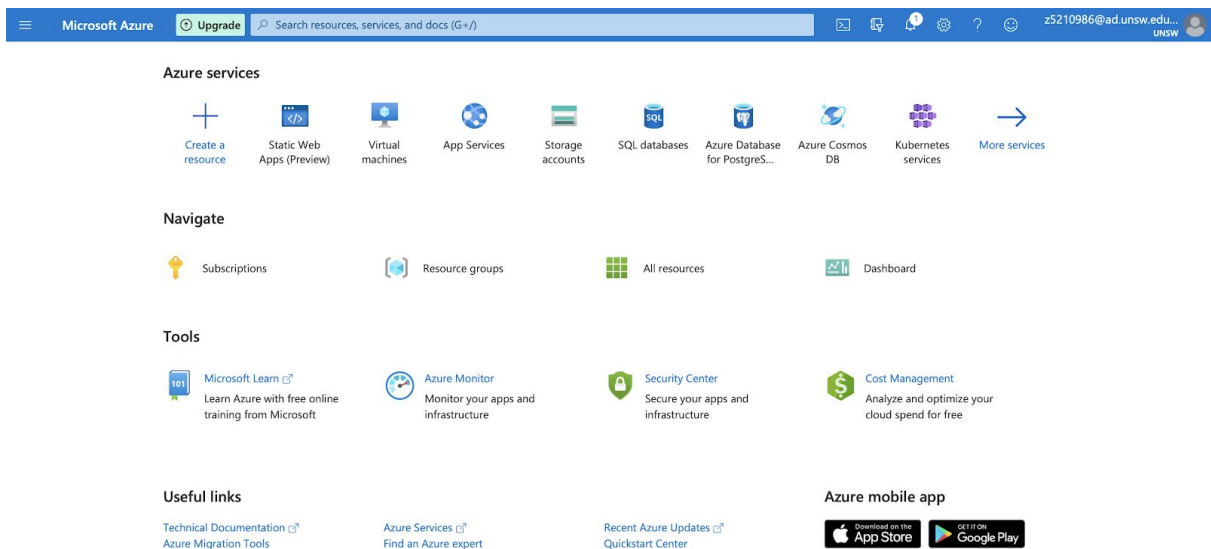 Microsoft Azure
Upgrade
Search resources, services, and docs (G+/)
1
z5210986@ad.unsw.edu...
UNSW
Azure services
Create a
resource
Static Web
Apps (Preview)
Virtual
machines
App Services
Storage
accounts
SQL
SQL databases
Azure Database
for PostgreS...
Azure Cosmos
DB
Kubernetes
services
More services
Navigate
Subscriptions
Resource groups
All resources
Dashboard
Tools
101
Microsoft Learn
Learn Azure with free online
training from Microsoft
Azure Monitor
Monitor your apps and
infrastructure
Security Center
Secure your apps and
infrastructure
$
Cost Management
Analyze and optimize your
cloud spend for free
Useful links
Technical Documentation
Azure Migration Tools
Azure Services
Find an Azure expert
Recent Azure Updates
Quickstart Center
Azure mobile app
Download on the
App Store
GET IT ON
Google Play